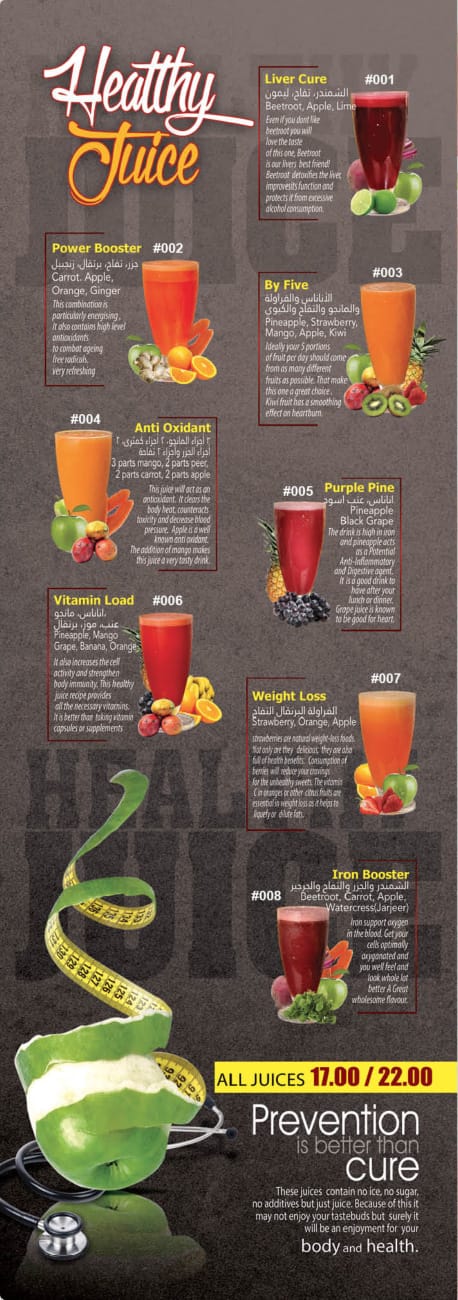 Healthy
Juice
Liver Cure
#001
الشمندر، تفاح، ليمون
Beetroot, Apple, Lime
Even if you dont like
beetroot you will
love the taste
of this one, Beetroot
is our livers best friend!
Beetroot detoxifies the liver,
improvesits function and
protects it from excessive
alcohol consumption.
Power Booster
#002
جزر، تفاح، برتقال، زنجبيل
Carrot. Apple,
Orange, Ginger
This combination is
particularly energising,
it also contains high level
antioxidants
to combat ageing
free radicals.
very refreshing
#003
By Five
الأناناس والفراولة
والمانجو والتفاح والكيوي
Pineapple, Strawberry,
Mango, Apple, Kiwi
Ideally your 5 portions
of fruit per day should come
from as many different
fruits as possible. That make
this one a great choice.
Kiwi fruit has a smoothing
effect on heartburn.
#004
Anti Oxidant
٣ أجزاء المانجو، ٢ أجزاء كمثرى، ٢
أجزاء الجزر وأجزاء ٢ تفاحة
3 parts mango, 2 parts peer,
2 parts carrot, 2 parts apple
This juice will act as an
antioxidant. It clears the
body heat, counteracts
toxicity and decrease blood
pressure. Apple is a well
known anti oxidant.
The addition of mango makes
this juice a very tasty drink.
#005
Purple Pine
أناناس، عنب أسود
Pineapple
Black Grape
The drink is high in iron
and pineapple acts
as a Potential
Anti-Inflammatory
and Digestive agent.
It is a good drink to
have after your
lunch or dinner.
Grape juice is known
to be good for heart.
Vitamin Load
#006
أناناس، مانجو،
عنب، موز، برتقال
Pineapple, Mango
Grape, Banana, Orange
It also increases the cell
activity and strengthen
body immunity. This healthy
juice recipe provides
all the necessary vitamins.
It is better than taking vitamin
capsules or supplements
#007
Weight Loss
الفراولة البرتقال التفاح
Strawberry, Orange, Apple
strawberries are natural weight-loss foods.
Not only are they delicious, they are also
full of health benefits. Consumption of
berries will reduce your cravings
for the unhealthy sweets. The vitamin
C in oranges or other citrus fruits are
essential in weight loss as it helps to
liquefy or dilute fats.
Iron Booster
#008
الشمندر والجزر والتفاح والجرجير
Beetroot, Carrot, Apple,
Watercress(Jarjeer)
Iron support oxygen
in the blood. Get your
cells optimally
oxyganated and
you well feel and
look whole lot
better A Great
wholesome flavour.
ALL JUICES 17.00 / 22.00
Prevention
is better than
cure
These juices contain no ice, no sugar,
no additives but just juice. Because of this it
may not enjoy your tastebuds but surely it
will be an enjoyment for your
body and health.
HEALTHY
JUICE